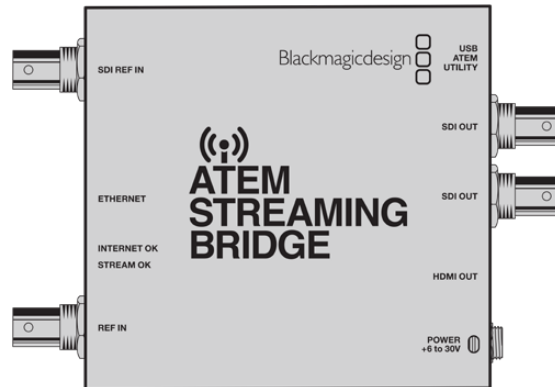 SDI REF IN
ETHERNET
INTERNET OK
STREAM OK
REF IN
Blackmagicdesign
ATEM
STREAMING
BRIDGE
USB
ATEM
UTILITY
SDI OUT
SDI OUT
HDMI OUT
POWER
+6 to 30V